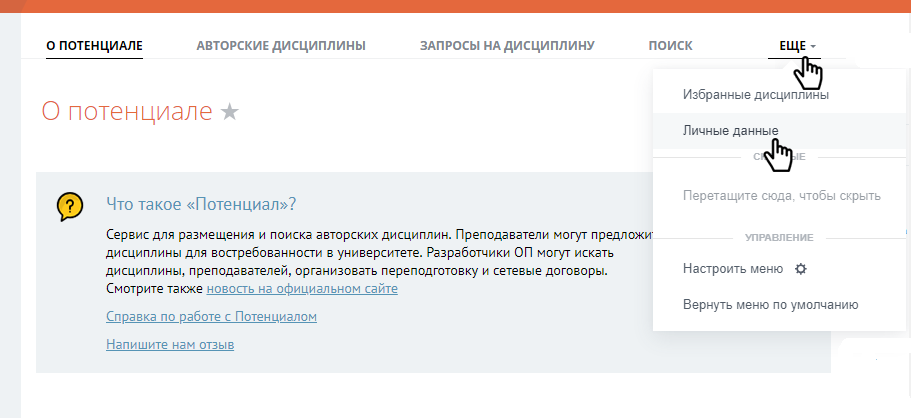 О ПОТЕНЦИАЛЕ АВТОРСКИЕ ДИСЦИПЛИНЫ ЗАПРОСЫ НА ДИСЦИПЛИНУ ПОИСК ЕЩЕ
Избранные дисциплины
О потенциале
Личные данные
Перетащите сюда, чтобы скрыть
Что такое «Потенциал»?
Сервис для размещения и поиска авторских дисциплин. Преподаватели могут
УПРАВЛЕНИЕ
дисциплины для востребованности в университете. Разработчики ОП могут искать
дисциплины, преподавателей, организовать переподготовку и сетевые договоры.
Настроить меню
Смотрите также новость на официальном сайте
Вернуть меню по умолчанию
Справка по работе с Потенциалом
Напишите нам отзыв